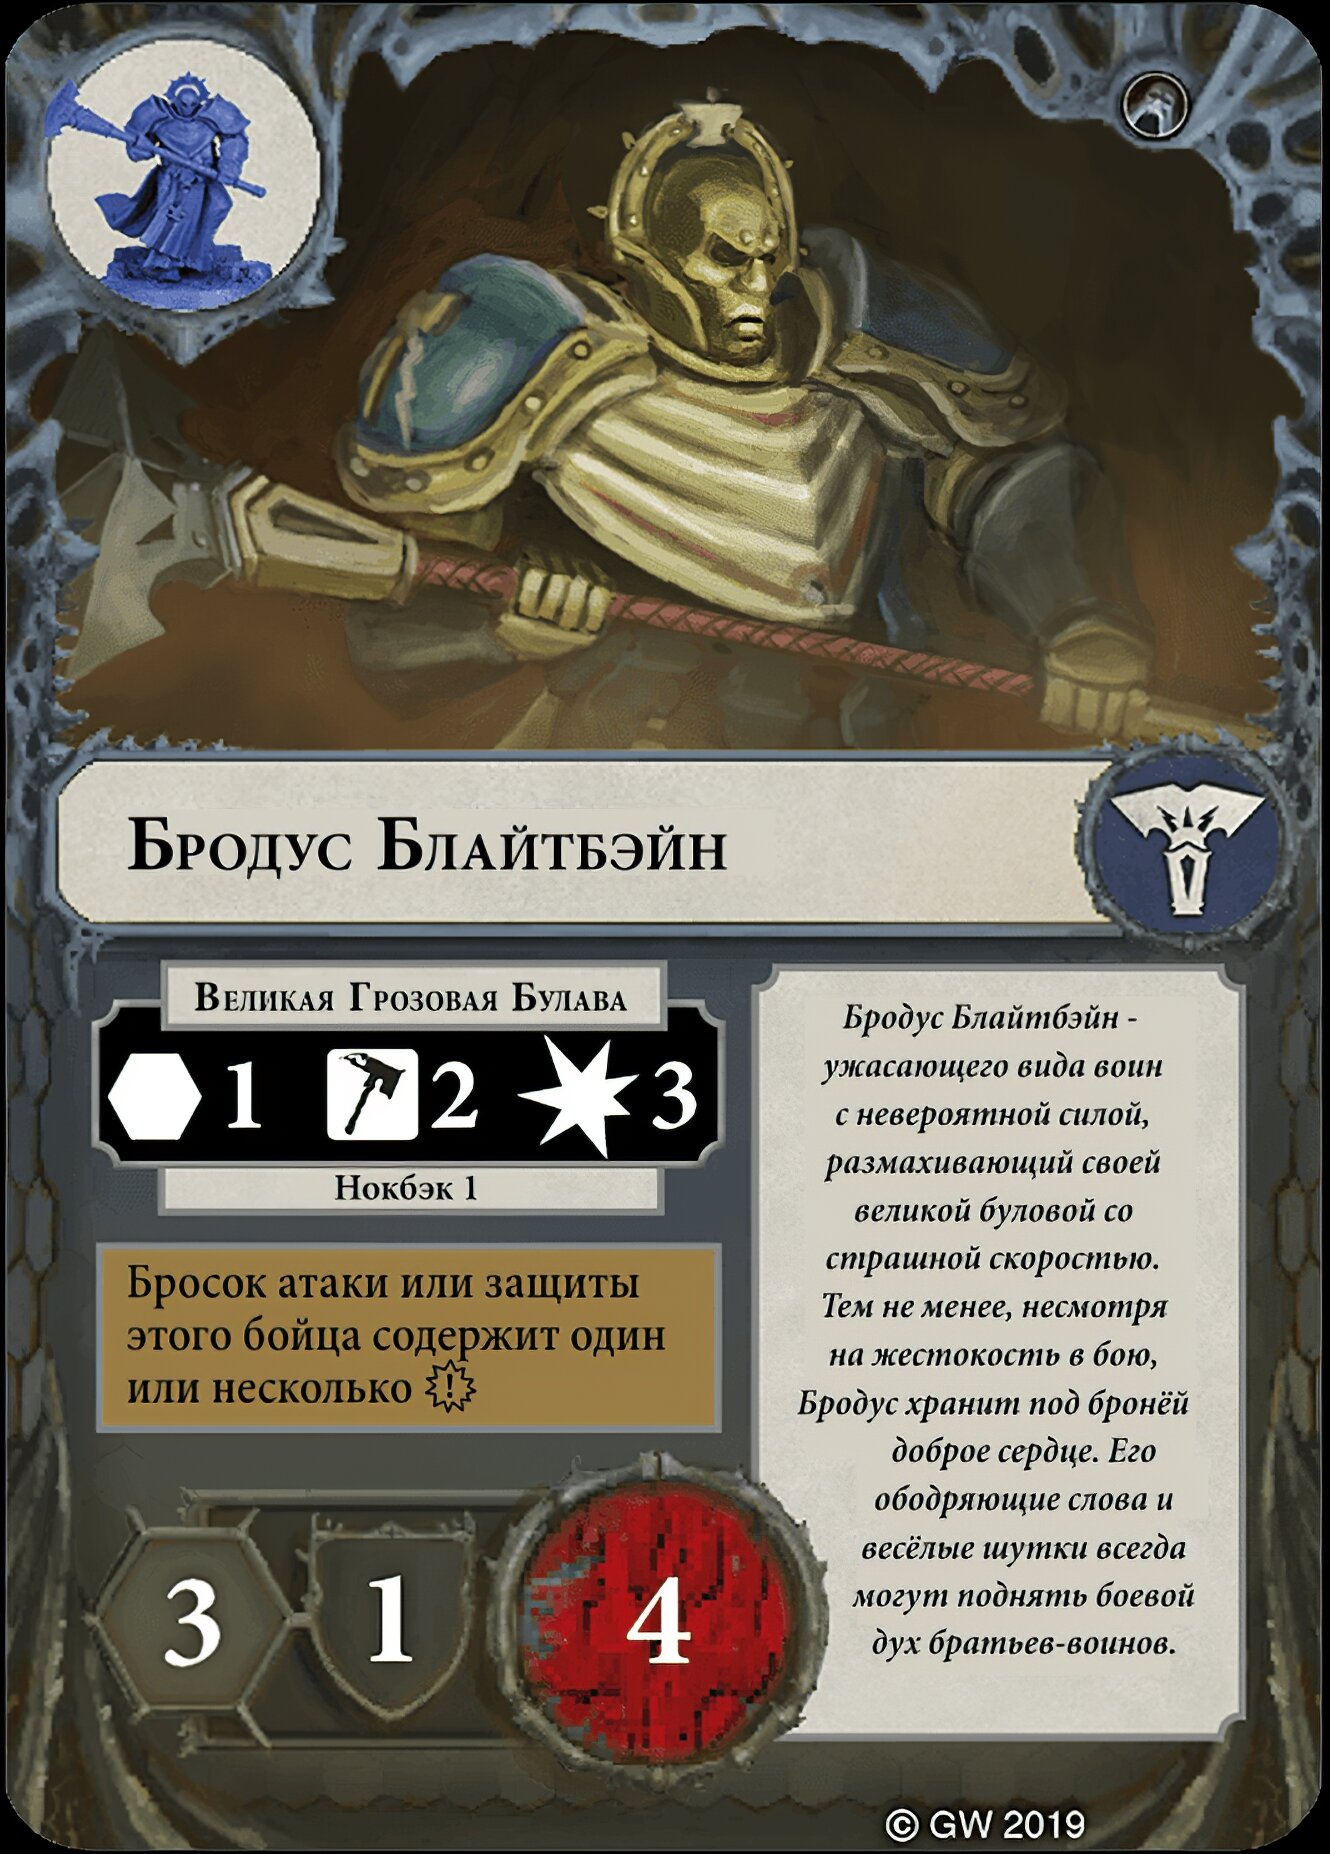 Бродус Блайтбэйн
Великая Грозовая Булава
1 2 3
Нокбэк 1
Бросок атаки или защиты
этого бойца содержит один
или несколько !
3 1 4
Бродус Блайтбэйн -
ужасающего вида воин
с невероятной силой,
размахивающий своей
великой буловой со
страшной скоростью.
Тем не менее, несмотря
на жестокость в бою,
Бродус хранит под бронёй
доброе сердце. Его
ободряющие слова и
весёлые шутки всегда
могут поднять боевой
дух братьев-воинов.
© GW 2019